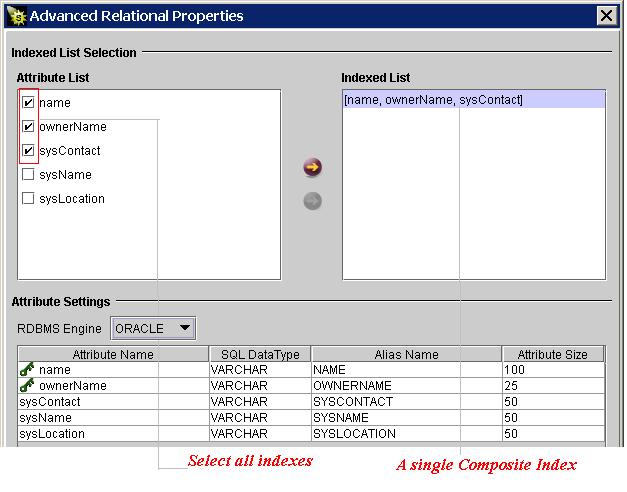 Advanced Relational Properties
Indexed List Selection
Attribute List
Indexed List
name
[name, ownerName, sysContact]
ownerName
sysContact
sysName
sysLocation
Attribute Settings
RDBMS Engine ORACLE
Attribute Name SQL DataType Alias Name Attribute Size
name VARCHAR NAME 100
ownerName VARCHAR OWNERNAME 25
sysContact VARCHAR SYSCONTACT 50
sysName VARCHAR SYSNAME 50
sysLocation VARCHAR SYSLOCATION 50
Select all indexes
A single Composite Index